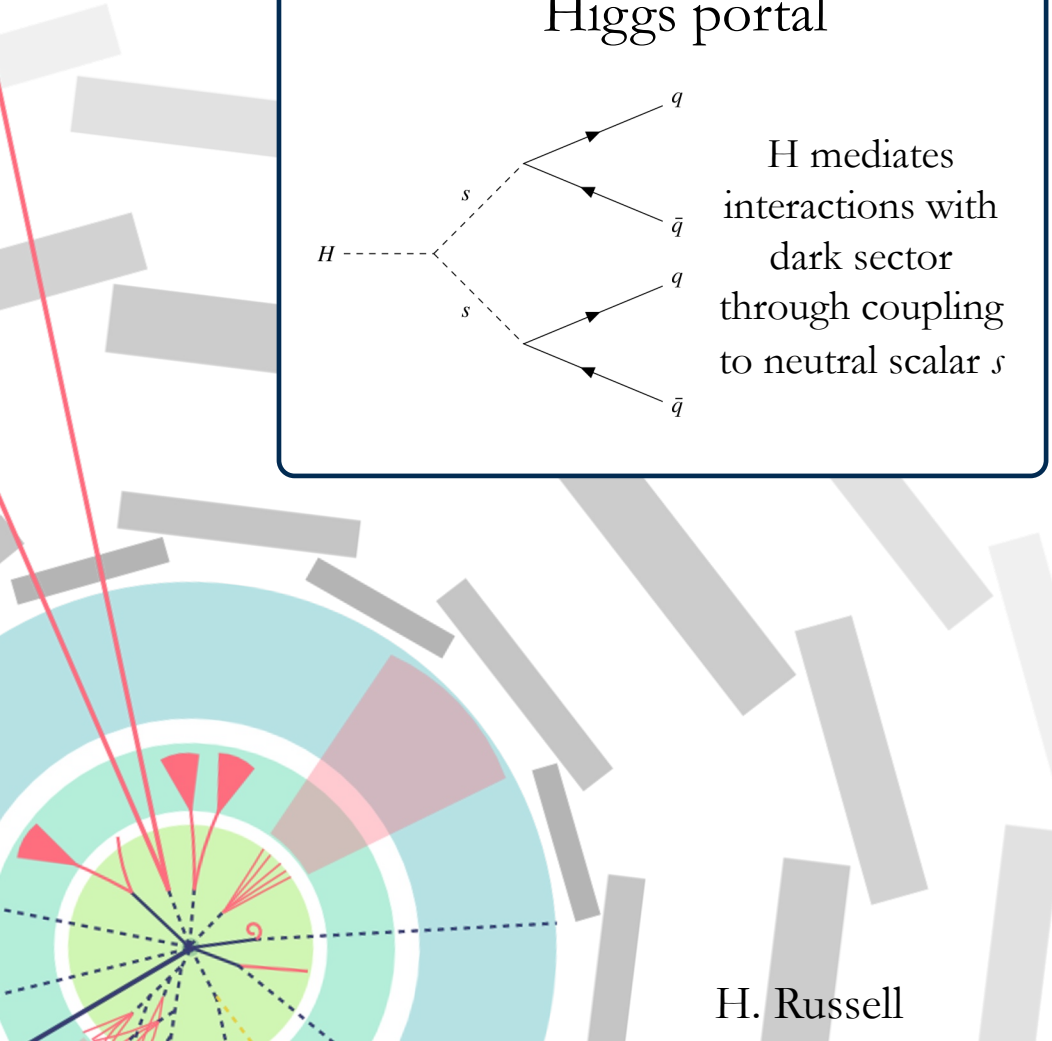 Higgs portal
q
s
q̄
H
q
s
q̄
H mediates
interactions with
dark sector
through coupling
to neutral scalar s
H. Russell